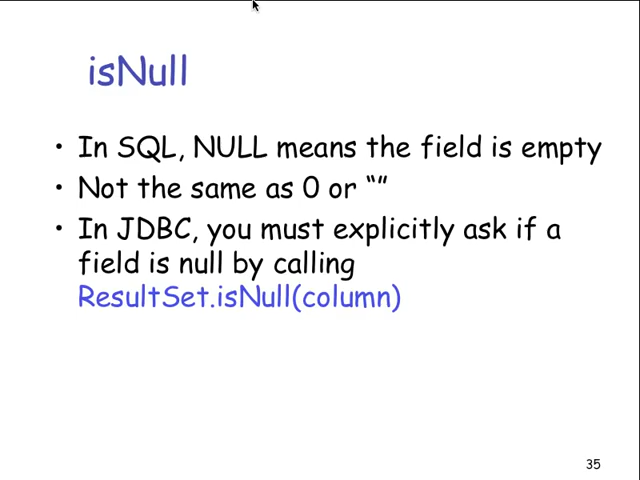 isNull
• In SQL, NULL means the field is empty
• Not the same as 0 or “”
• In JDBC, you must explicitly ask if a
field is null by calling
ResultSet.isNull(column)
35